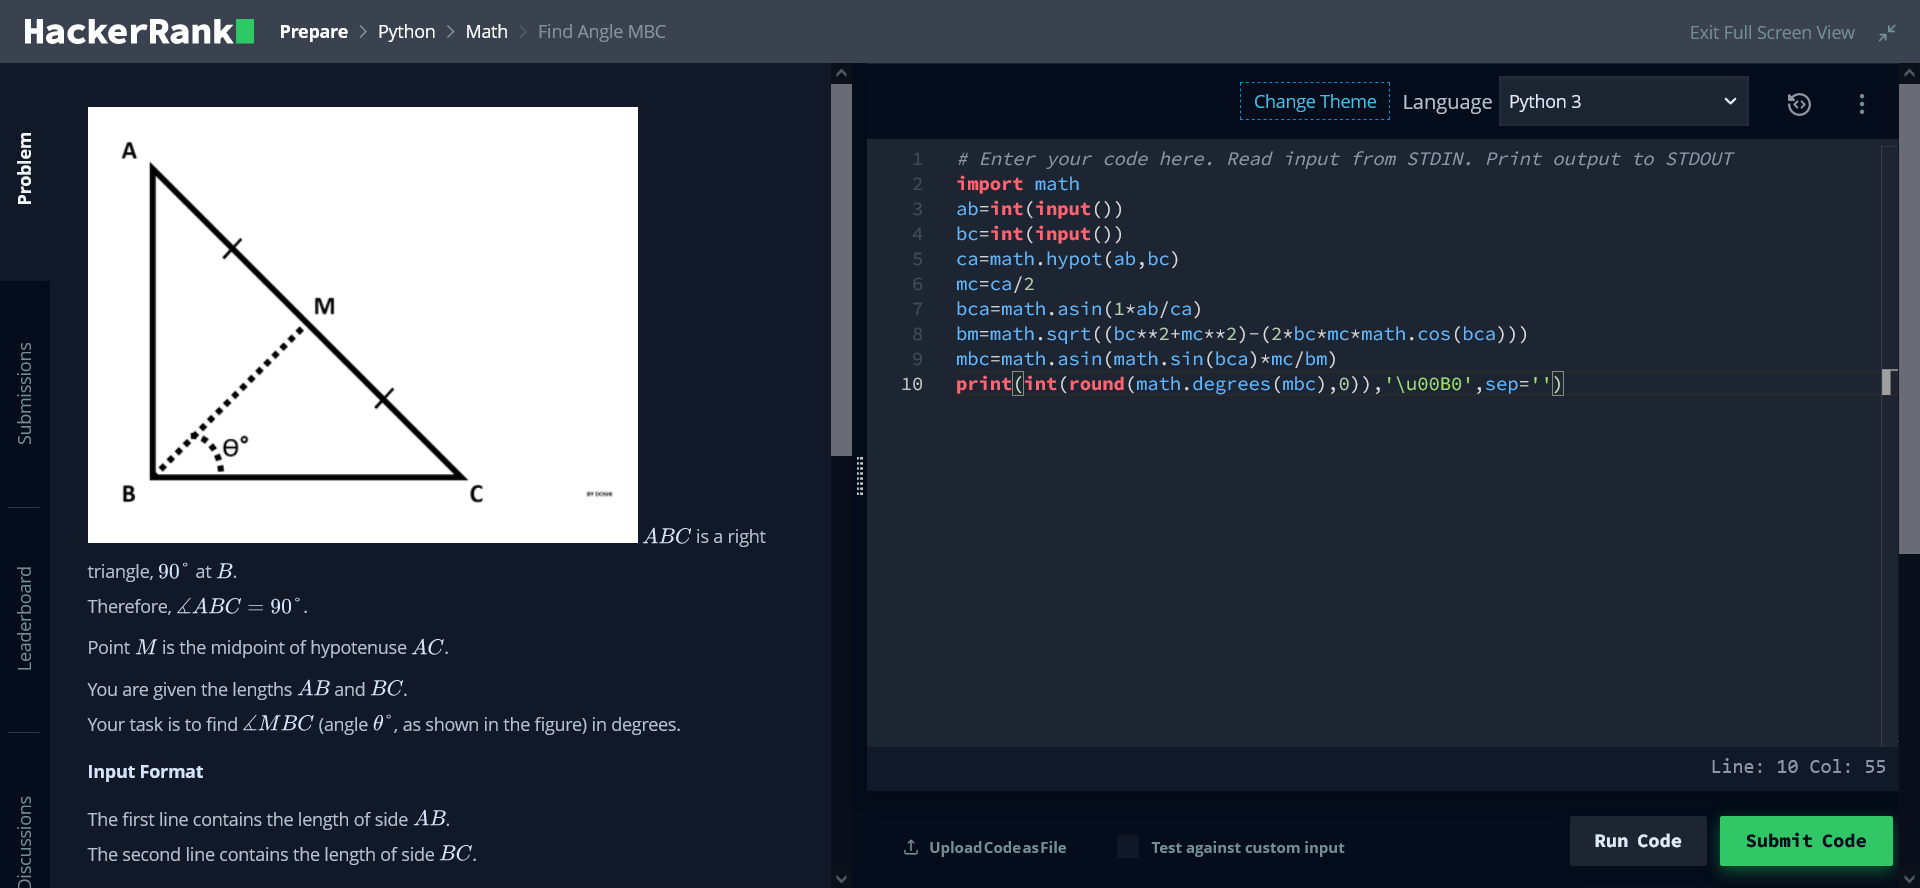 HackerRank Prepare > Python > Math > Find Angle MBC Exit Full Screen View
Problem
Submissions
Leaderboard
Discussions
A
M
θ°
B
C
BY DOSHI
ABC is a right
triangle, 90° at B.
Therefore, ∡ABC = 90°.
Point M is the midpoint of hypotenuse AC.
You are given the lengths AB and BC.
Your task is to find ∡MBC (angle θ°, as shown in the figure) in degrees.
Input Format
The first line contains the length of side AB.
The second line contains the length of side BC.
Change Theme Language Python 3
1 # Enter your code here. Read input from STDIN. Print output to STDOUT
2 import math
3 ab=int(input())
4 bc=int(input())
5 ca=math.hypot(ab,bc)
6 mc=ca/2
7 bca=math.asin(1*ab/ca)
8 bm=math.sqrt((bc**2+mc**2)-(2*bc*mc*math.cos(bca)))
9 mbc=math.asin(math.sin(bca)*mc/bm)
10 print(int(round(math.degrees(mbc),0)),'\u00B0',sep='')
Line: 10 Col: 55
Upload Code as File Test against custom input Run Code Submit Code